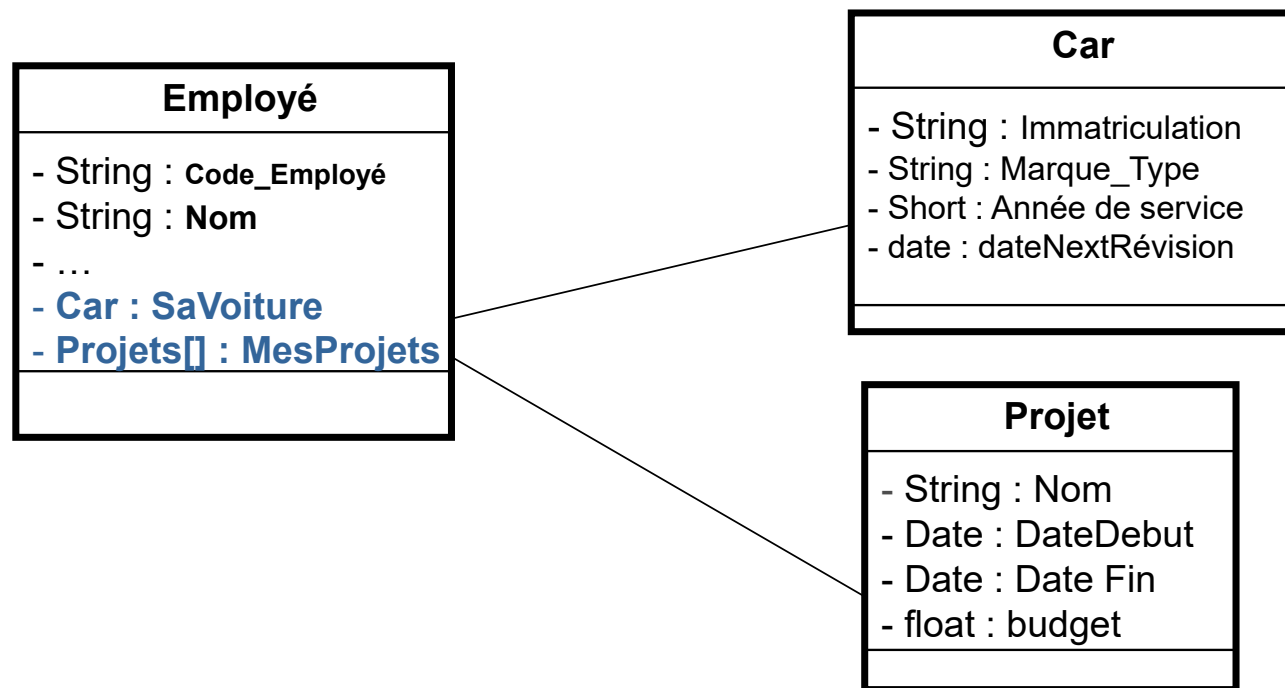 Employé
- String : Code_Employé
- String : Nom
- …
- Car : SaVoiture
- Projets[] : MesProjets
Car
- String : Immatriculation
- String : Marque_Type
- Short : Année de service
- date : dateNextRévision
Projet
- String : Nom
- Date : DateDebut
- Date : Date Fin
- float : budget